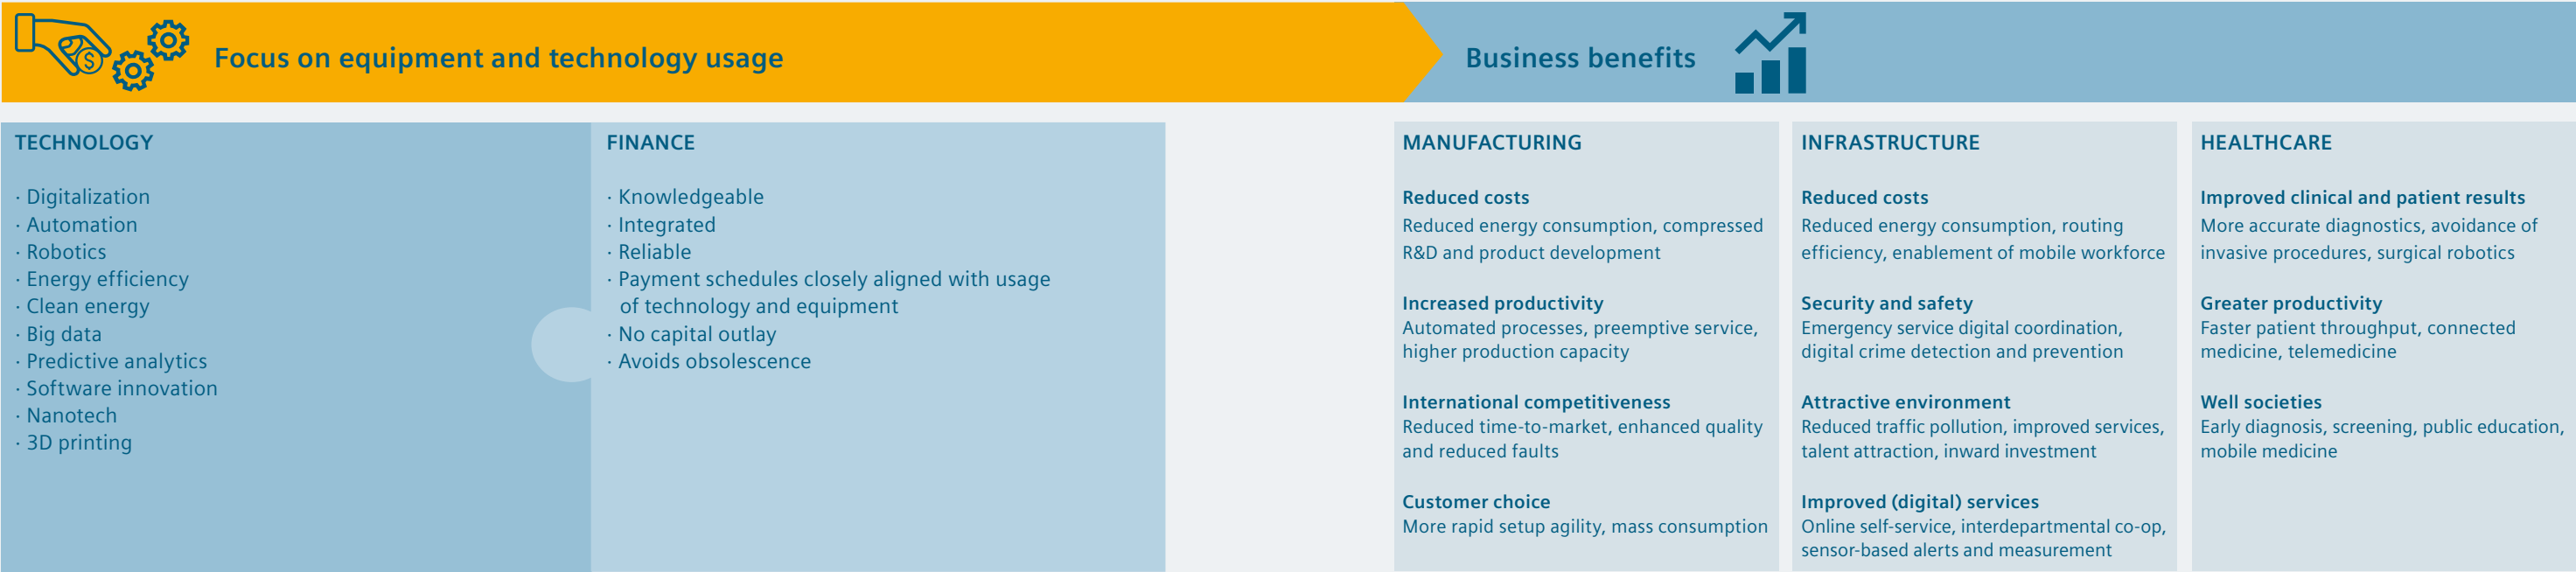 $
Focus on equipment and technology usage
Business benefits
TECHNOLOGY
· Digitalization
· Automation
· Robotics
· Energy efficiency
· Clean energy
· Big data
· Predictive analytics
· Software innovation
· Nanotech
· 3D printing
FINANCE
· Knowledgeable
· Integrated
· Reliable
· Payment schedules closely aligned with usage
of technology and equipment
· No capital outlay
· Avoids obsolescence
MANUFACTURING
Reduced costs
Reduced energy consumption, compressed
R&D and product development
Increased productivity
Automated processes, preemptive service,
higher production capacity
International competitiveness
Reduced time-to-market, enhanced quality
and reduced faults
Customer choice
More rapid setup agility, mass consumption
INFRASTRUCTURE
Reduced costs
Reduced energy consumption, routing
efficiency, enablement of mobile workforce
Security and safety
Emergency service digital coordination,
digital crime detection and prevention
Attractive environment
Reduced traffic pollution, improved services,
talent attraction, inward investment
Improved (digital) services
Online self-service, interdepartmental co-op,
sensor-based alerts and measurement
HEALTHCARE
Improved clinical and patient results
More accurate diagnostics, avoidance of
invasive procedures, surgical robotics
Greater productivity
Faster patient throughput, connected
medicine, telemedicine
Well societies
Early diagnosis, screening, public education,
mobile medicine